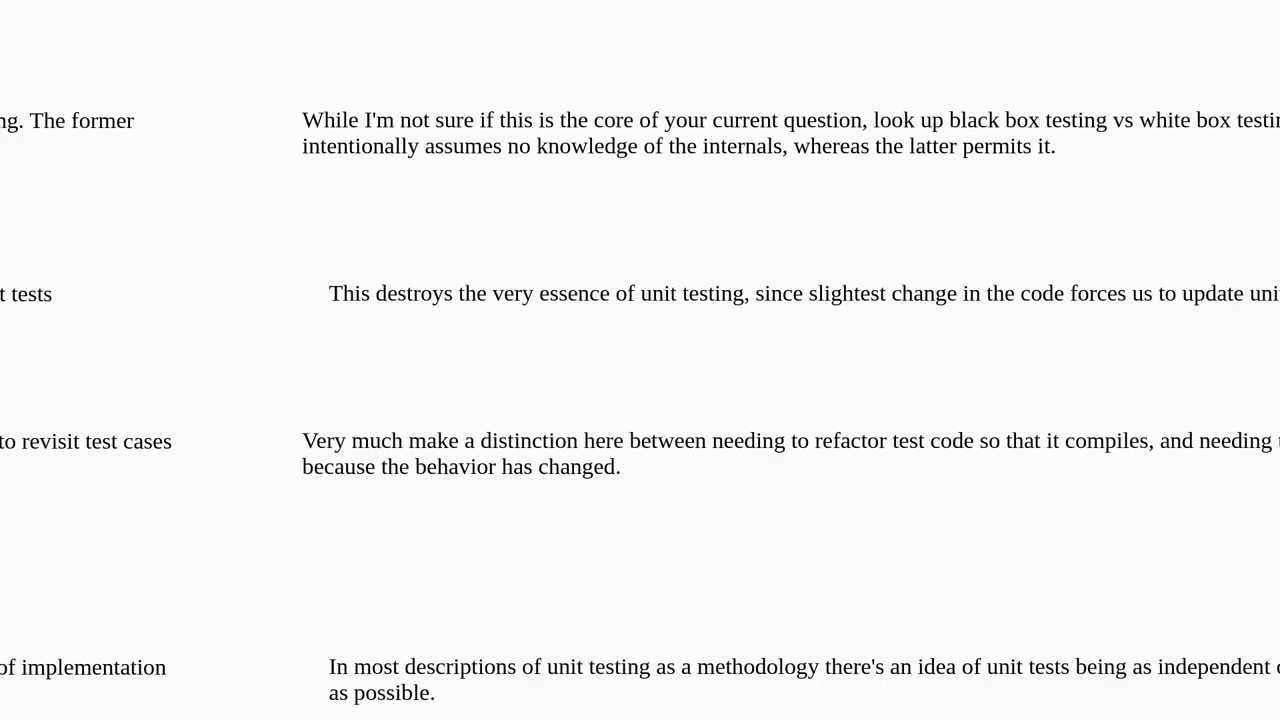 ng. The former
While I'm not sure if this is the core of your current question, look up black box testing vs white box testin
intentionally assumes no knowledge of the internals, whereas the latter permits it.
t tests
This destroys the very essence of unit testing, since slightest change in the code forces us to update uni
to revisit test cases
Very much make a distinction here between needing to refactor test code so that it compiles, and needing t
because the behavior has changed.
of implementation
In most descriptions of unit testing as a methodology there's an idea of unit tests being as independent o
as possible.